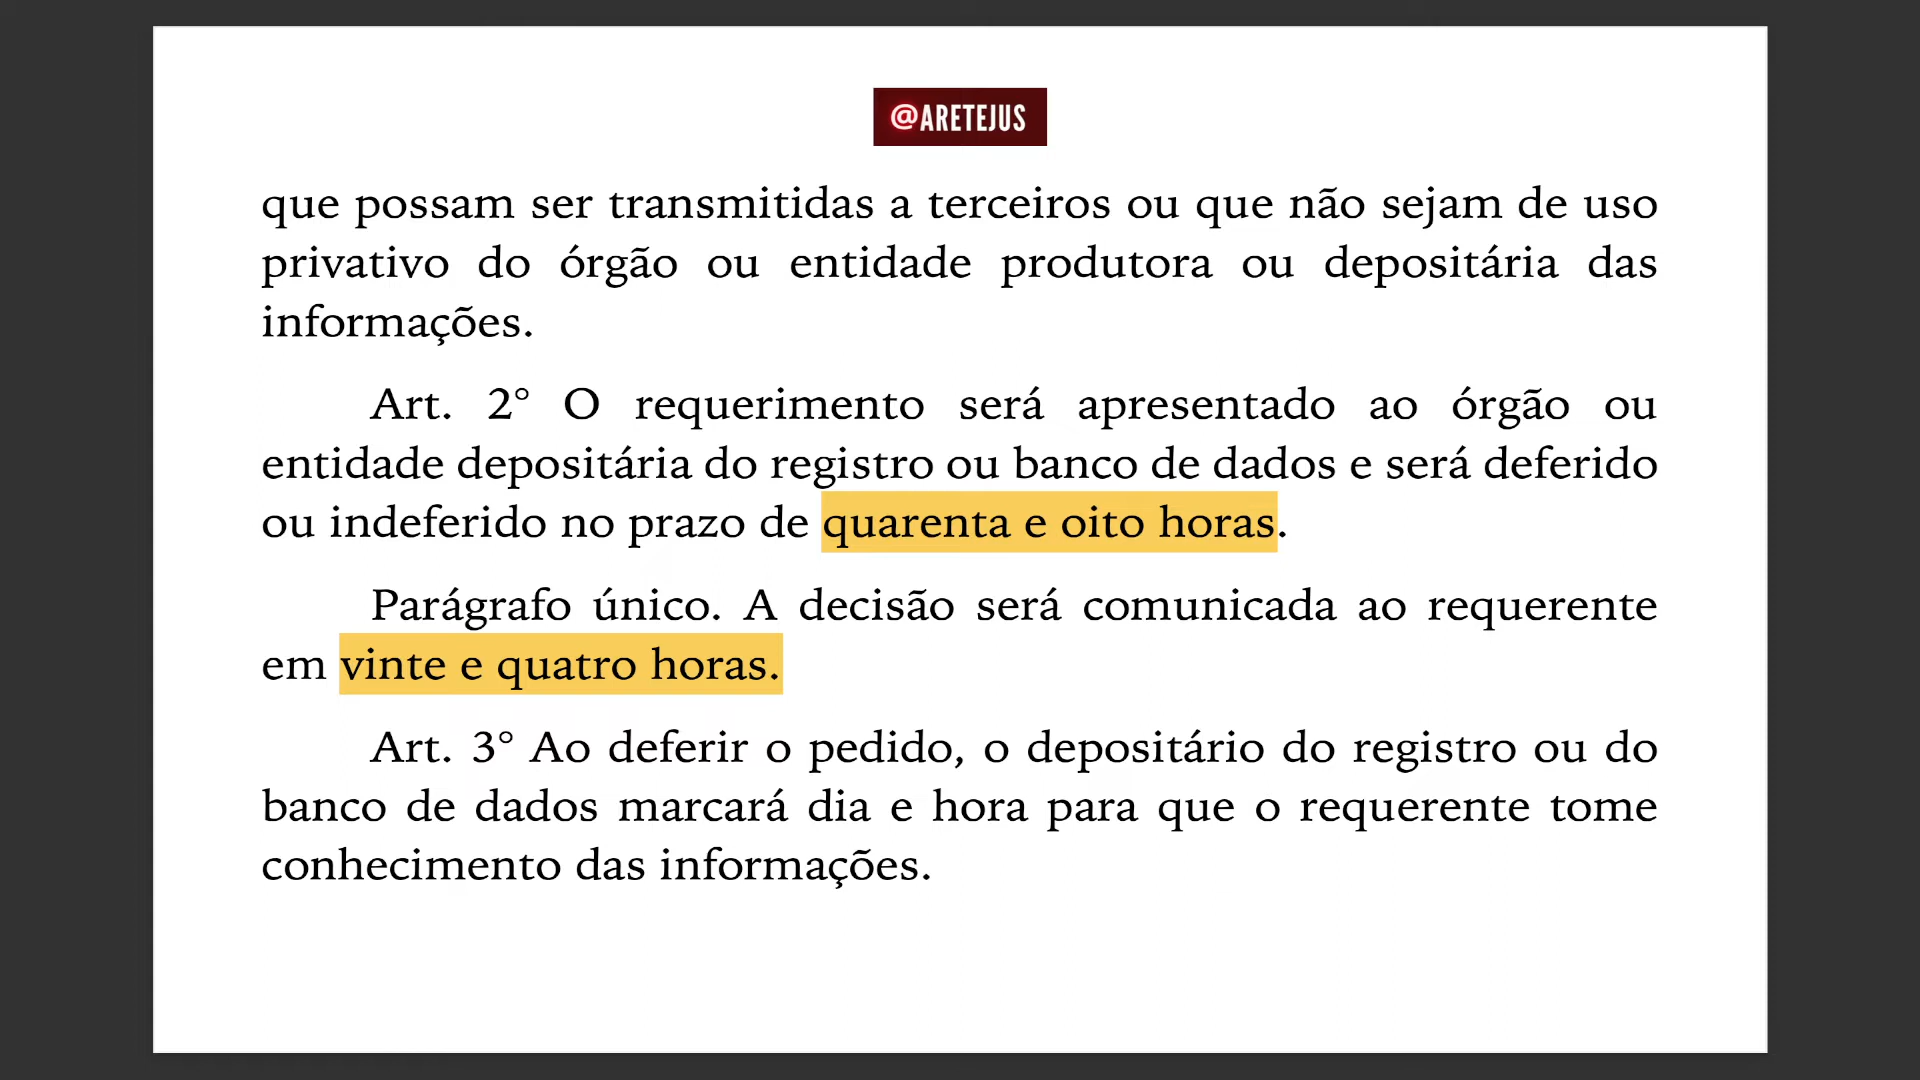 @ARETEJUS
que possam ser transmitidas a terceiros ou que não sejam de uso
privativo do órgão ou entidade produtora ou depositária das
informações.
Art. 2° O requerimento será apresentado ao órgão ou
entidade depositária do registro ou banco de dados e será deferido
ou indeferido no prazo de quarenta e oito horas.
Parágrafo único. A decisão será comunicada ao requerente
em vinte e quatro horas.
Art. 3° Ao deferir o pedido, o depositário do registro ou do
banco de dados marcará dia e hora para que o requerente tome
conhecimento das informações.